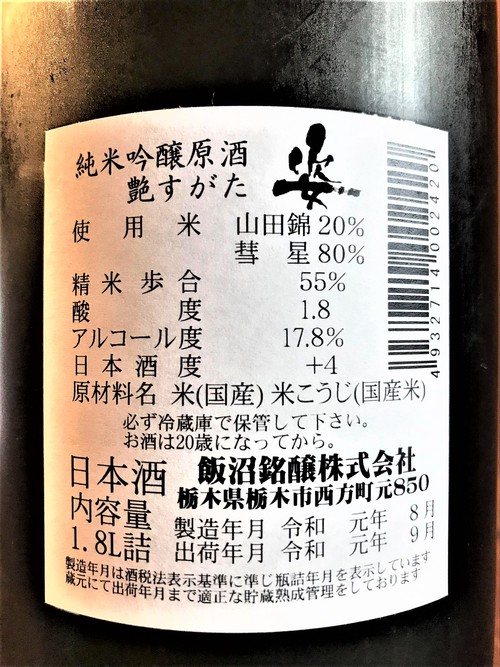 純米吟醸原酒
艶すがた
姿
使用米 山田錦20%
彗星80%
精米歩合 55%
酸度 1.8
アルコール度 17.8%
日本酒度 +4
原材料名 米(国産) 米こうじ(国産米)
必ず冷蔵庫で保管して下さい。
お酒は20歳になってから。
日本酒 飯沼銘醸株式会社
栃木県栃木市西方町元850
内容量 製造年月 令和 元年 8月
1.8L詰 出荷年月 令和 元年 9月
製造年月は酒税法表示基準に準じ瓶詰年月を表示しています
蔵元にて出荷年月まで適正な貯蔵熟成管理をしております
4932714002420